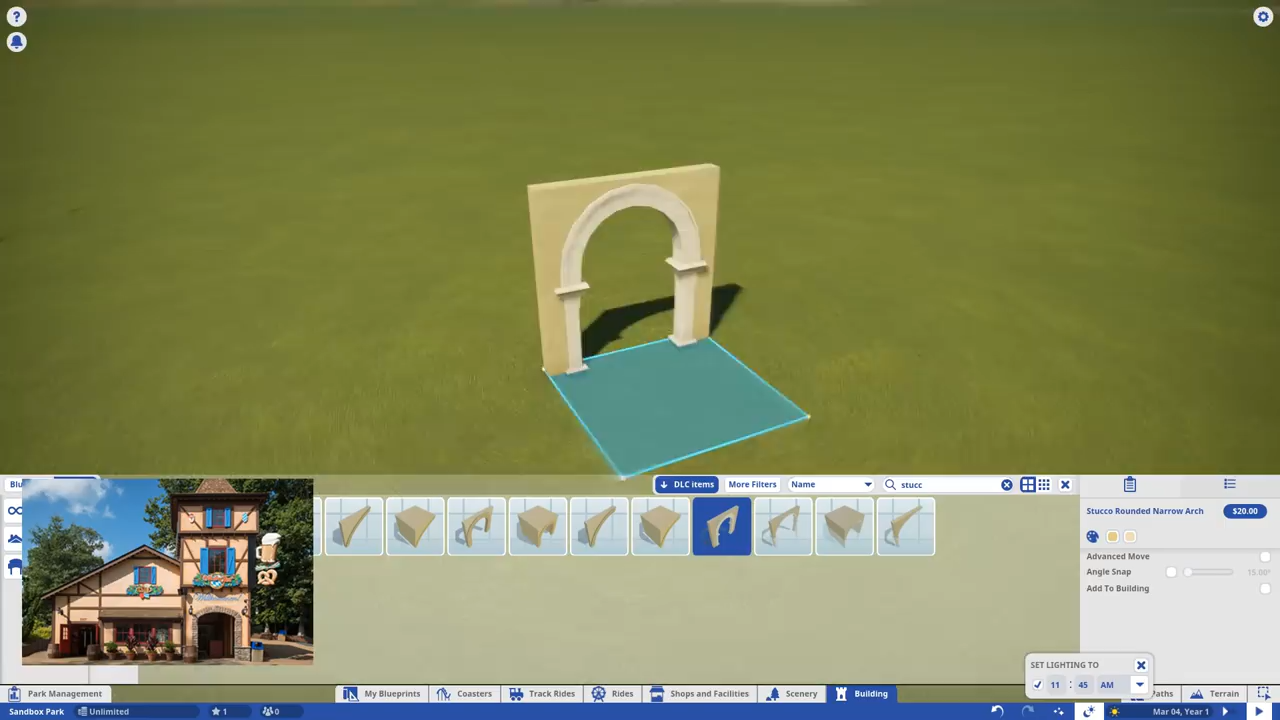 ?
DLC items
More Filters
Name
stucc
Blu
Stucco Rounded Narrow Arch
$20.00
Advanced Move
Angle Snap
15.00°
Add To Building
SET LIGHTING TO
11 : 45 AM
Park Management
My Blueprints
Coasters
Track Rides
Rides
Shops and Facilities
Scenery
Building
Paths
Terrain
Sandbox Park
Unlimited
1
0
Mar 04, Year 1